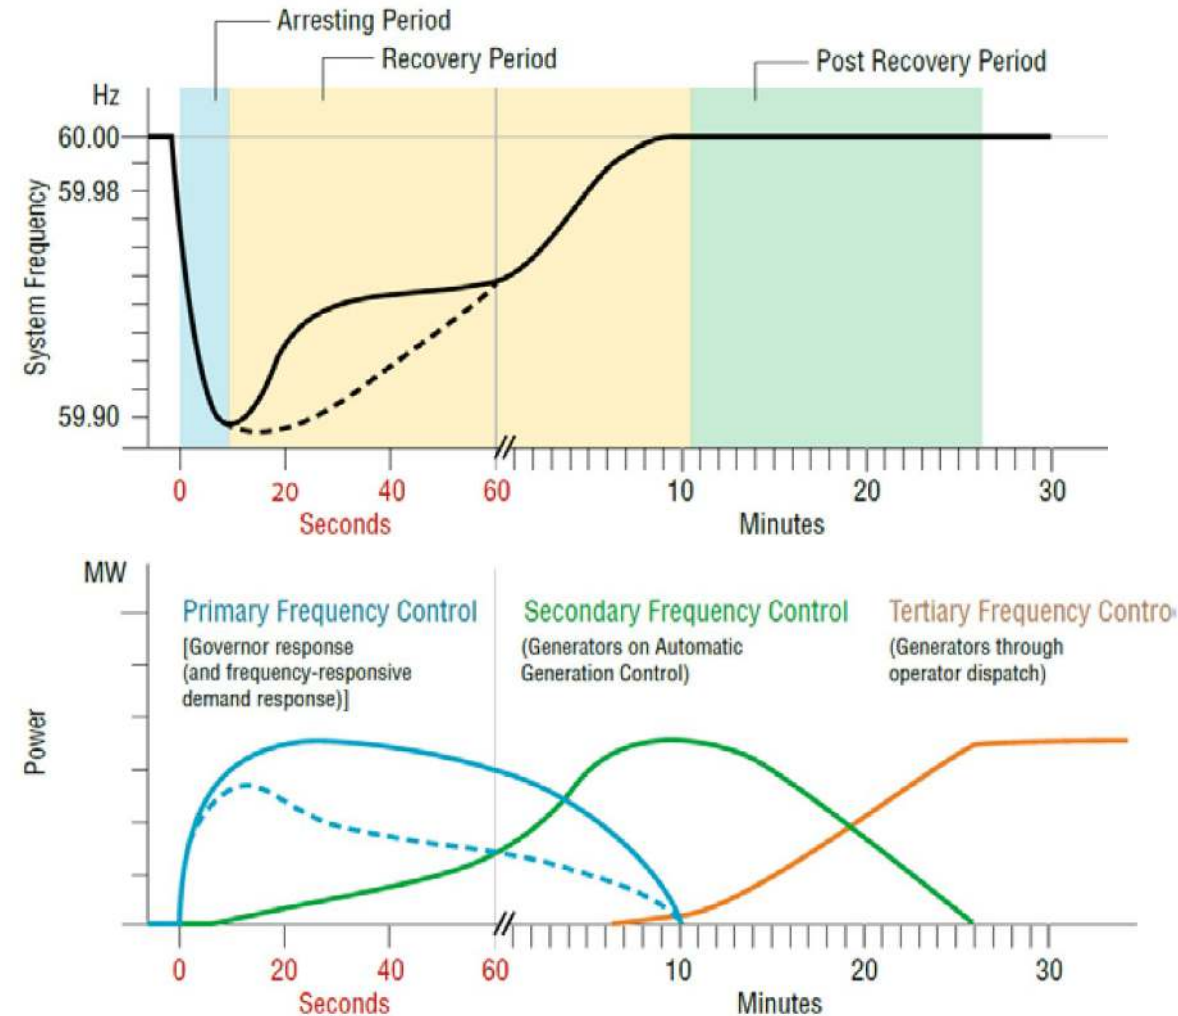 Arresting Period
Recovery Period
Post Recovery Period
Hz
60.00
59.98
59.90
System Frequency
0 20 40 60 10 20 30
Seconds Minutes
MW
Primary Frequency Control
[Governor response
(and frequency-responsive
demand response)]
Secondary Frequency Control
(Generators on Automatic
Generation Control)
Tertiary Frequency Contro
(Generators through
operator dispatch)
Power
0 20 40 60 10 20 30
Seconds Minutes